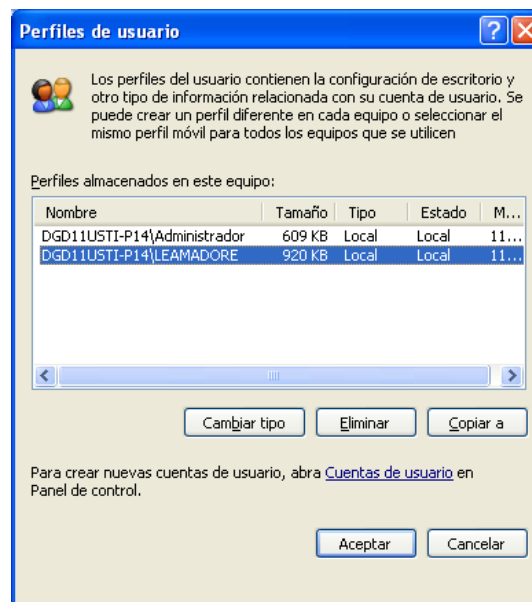 Perfiles de usuario
Los perfiles del usuario contienen la configuración de escritorio y
otro tipo de información relacionada con su cuenta de usuario. Se
puede crear un perfil diferente en cada equipo o seleccionar el
mismo perfil móvil para todos los equipos que se utilicen
Perfiles almacenados en este equipo:
Nombre Tamaño Tipo Estado M...
DGD11USTI-P14\Administrador 609 KB Local Local 11...
DGD11USTI-P14\LEAMADORE 920 KB Local Local 11...
Cambiar tipo Eliminar Copiar a
Para crear nuevas cuentas de usuario, abra Cuentas de usuario en
Panel de control.
Aceptar Cancelar